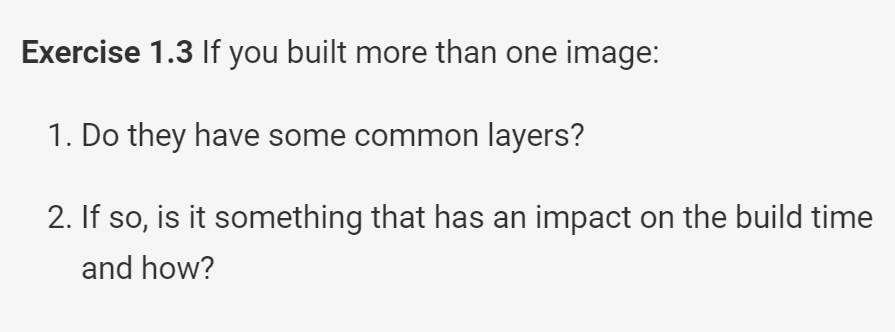 Exercise 1.3 If you built more than one image:
1. Do they have some common layers?
2. If so, is it something that has an impact on the build time
and how?